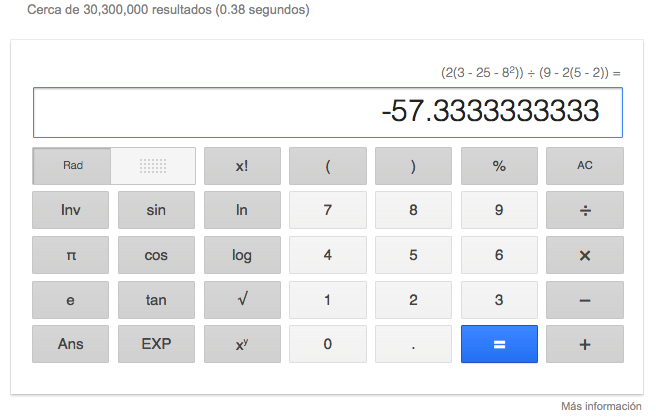 Cerca de 30,300,000 resultados (0.38 segundos)
(2(3 - 25 - 8²)) ÷ (9 - 2(5 - 2)) =
-57.3333333333
Rad x! ( ) % AC
Inv sin ln 7 8 9 ÷
π cos log 4 5 6 ×
e tan √ 1 2 3 −
Ans EXP xʸ 0 . = +
Más información